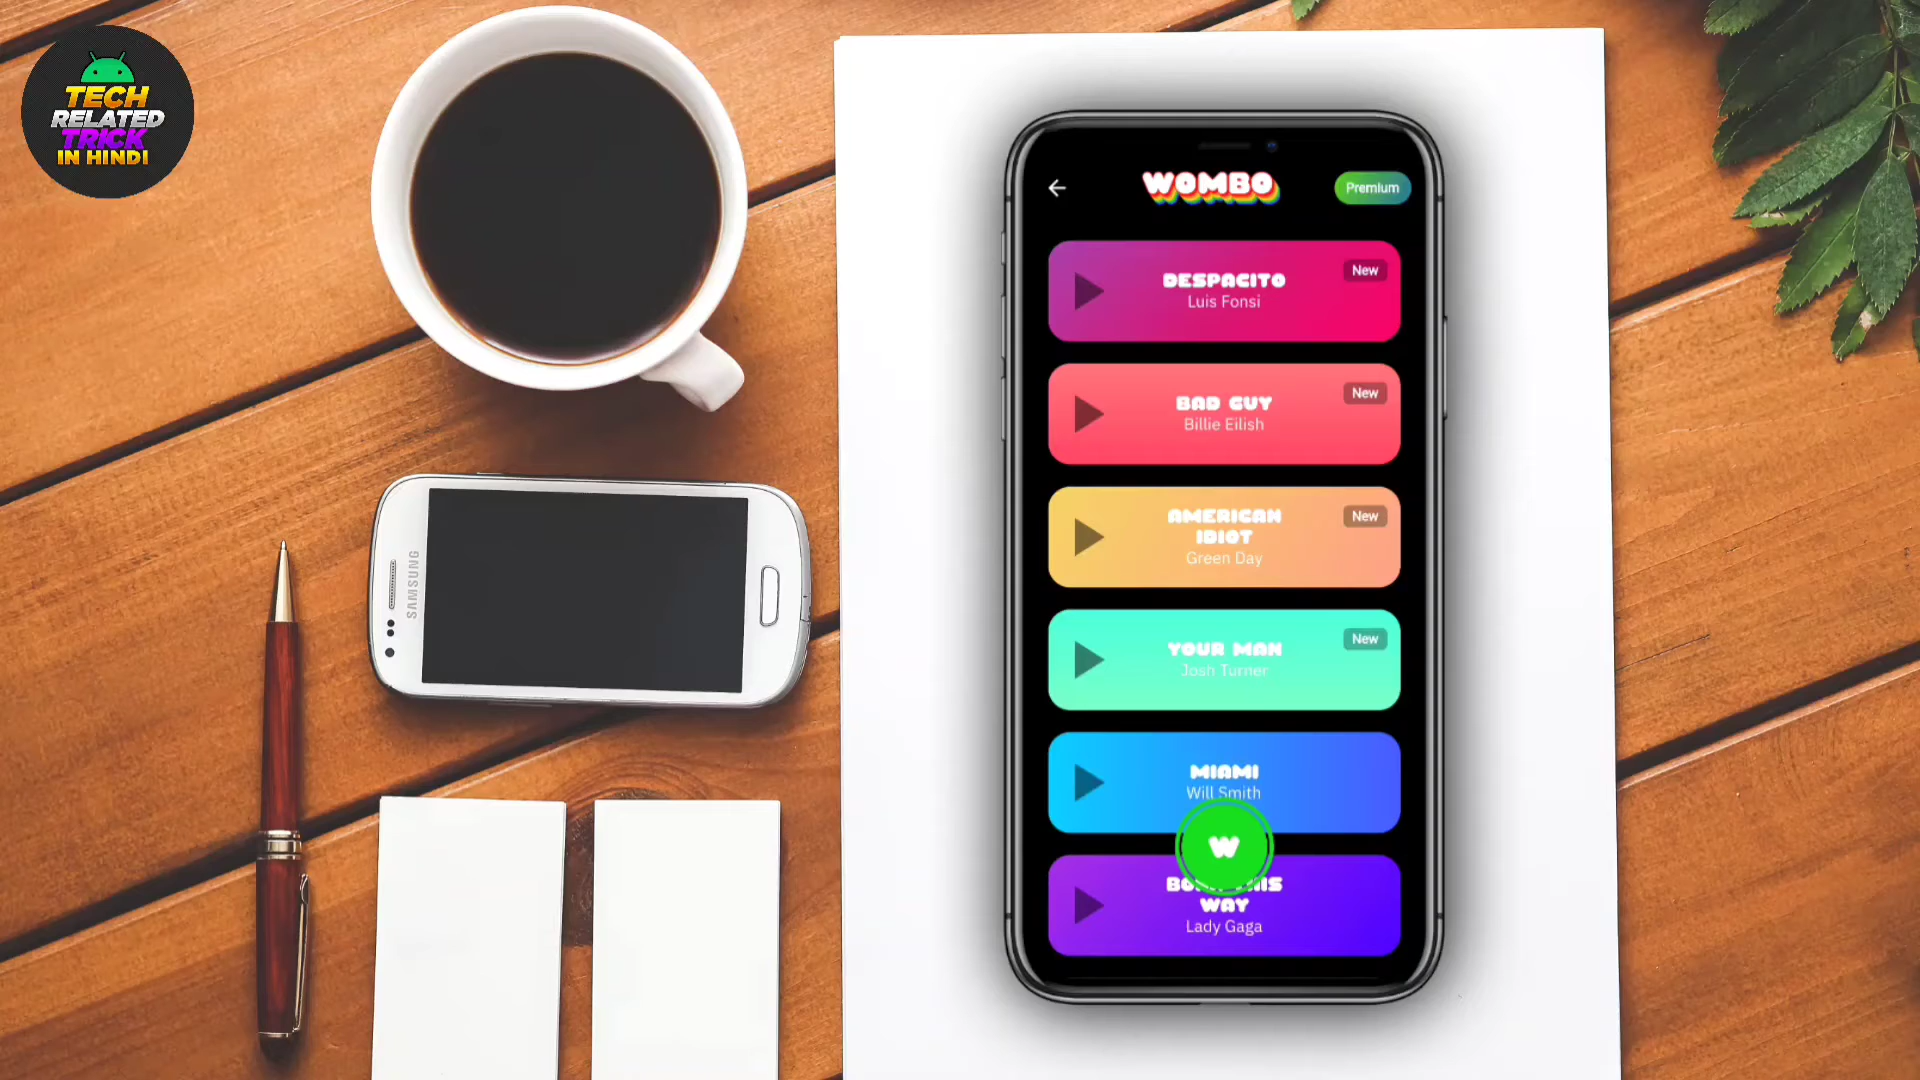 TECH
RELATED
TRICK
IN HINDI
SAMSUNG
WOMBO
Premium
DESPACITO
New
Luis Fonsi
BAD GUY
New
Billie Eilish
AMERICAN
IDIOT
New
Green Day
YOUR MAN
New
Josh Turner
MIAMI
Will Smith
W
WAY
Lady Gaga